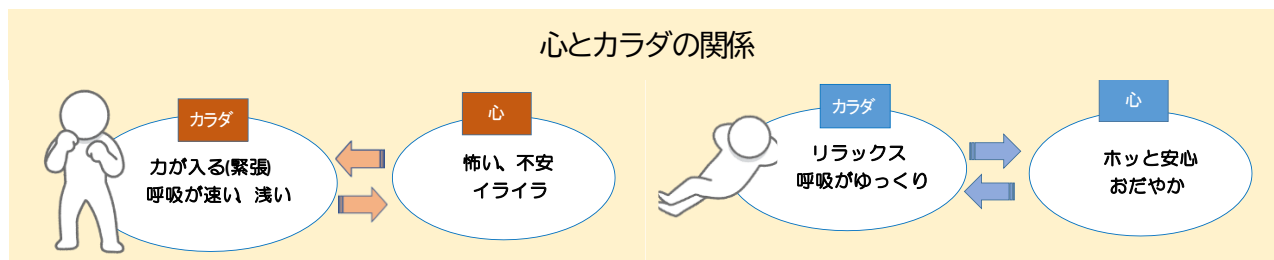 心とカラダの関係
カラダ
力が入る(緊張)
呼吸が速い、浅い
心
怖い、不安
イライラ
カラダ
リラックス
呼吸がゆっくり
心
ホッと安心
おだやか